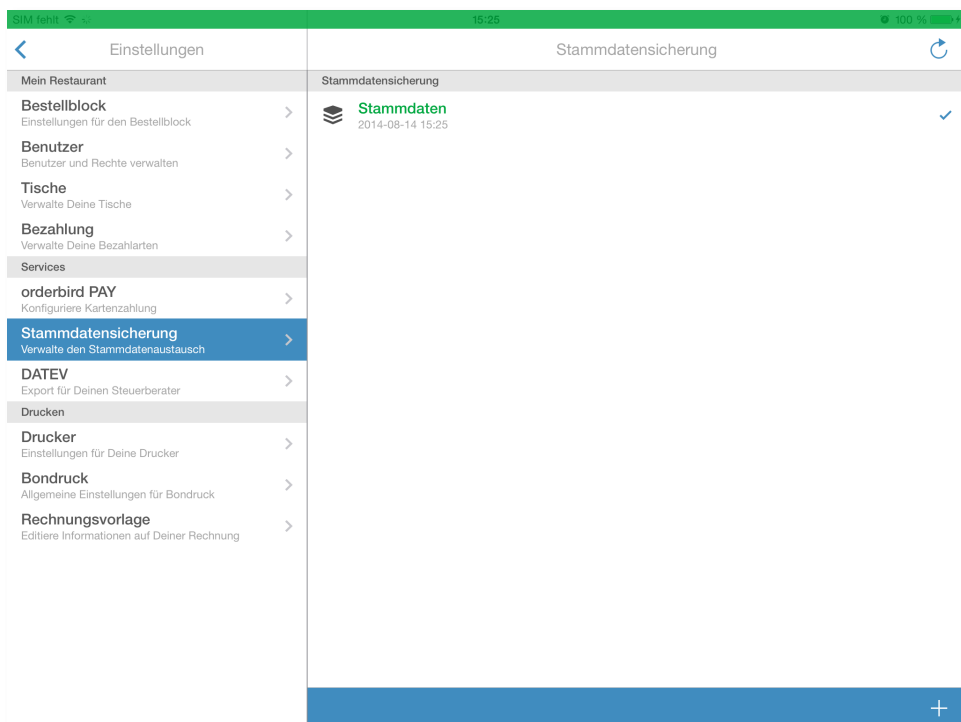 SIM fehlt 15:25 100 %
Einstellungen
Stammdatensicherung
Mein Restaurant
Bestellblock
Einstellungen für den Bestellblock
Benutzer
Benutzer und Rechte verwalten
Tische
Verwalte Deine Tische
Bezahlung
Verwalte Deine Bezahlarten
Services
orderbird PAY
Konfiguriere Kartenzahlung
Stammdatensicherung
Verwalte den Stammdatenaustausch
DATEV
Export für Deinen Steuerberater
Drucken
Drucker
Einstellungen für Deine Drucker
Bondruck
Allgemeine Einstellungen für Bondruck
Rechnungsvorlage
Editiere Informationen auf Deiner Rechnung
Stammdatensicherung
Stammdaten
2014-08-14 15:25